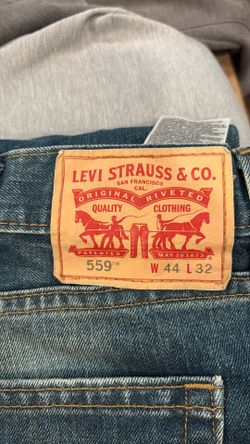 LEVI STRAUSS & CO.
SAN FRANCISCO
CAL.
ORIGINAL RIVETED
QUALITY CLOTHING
PATENTED MAY 20 1873
559™ W 44 L 32